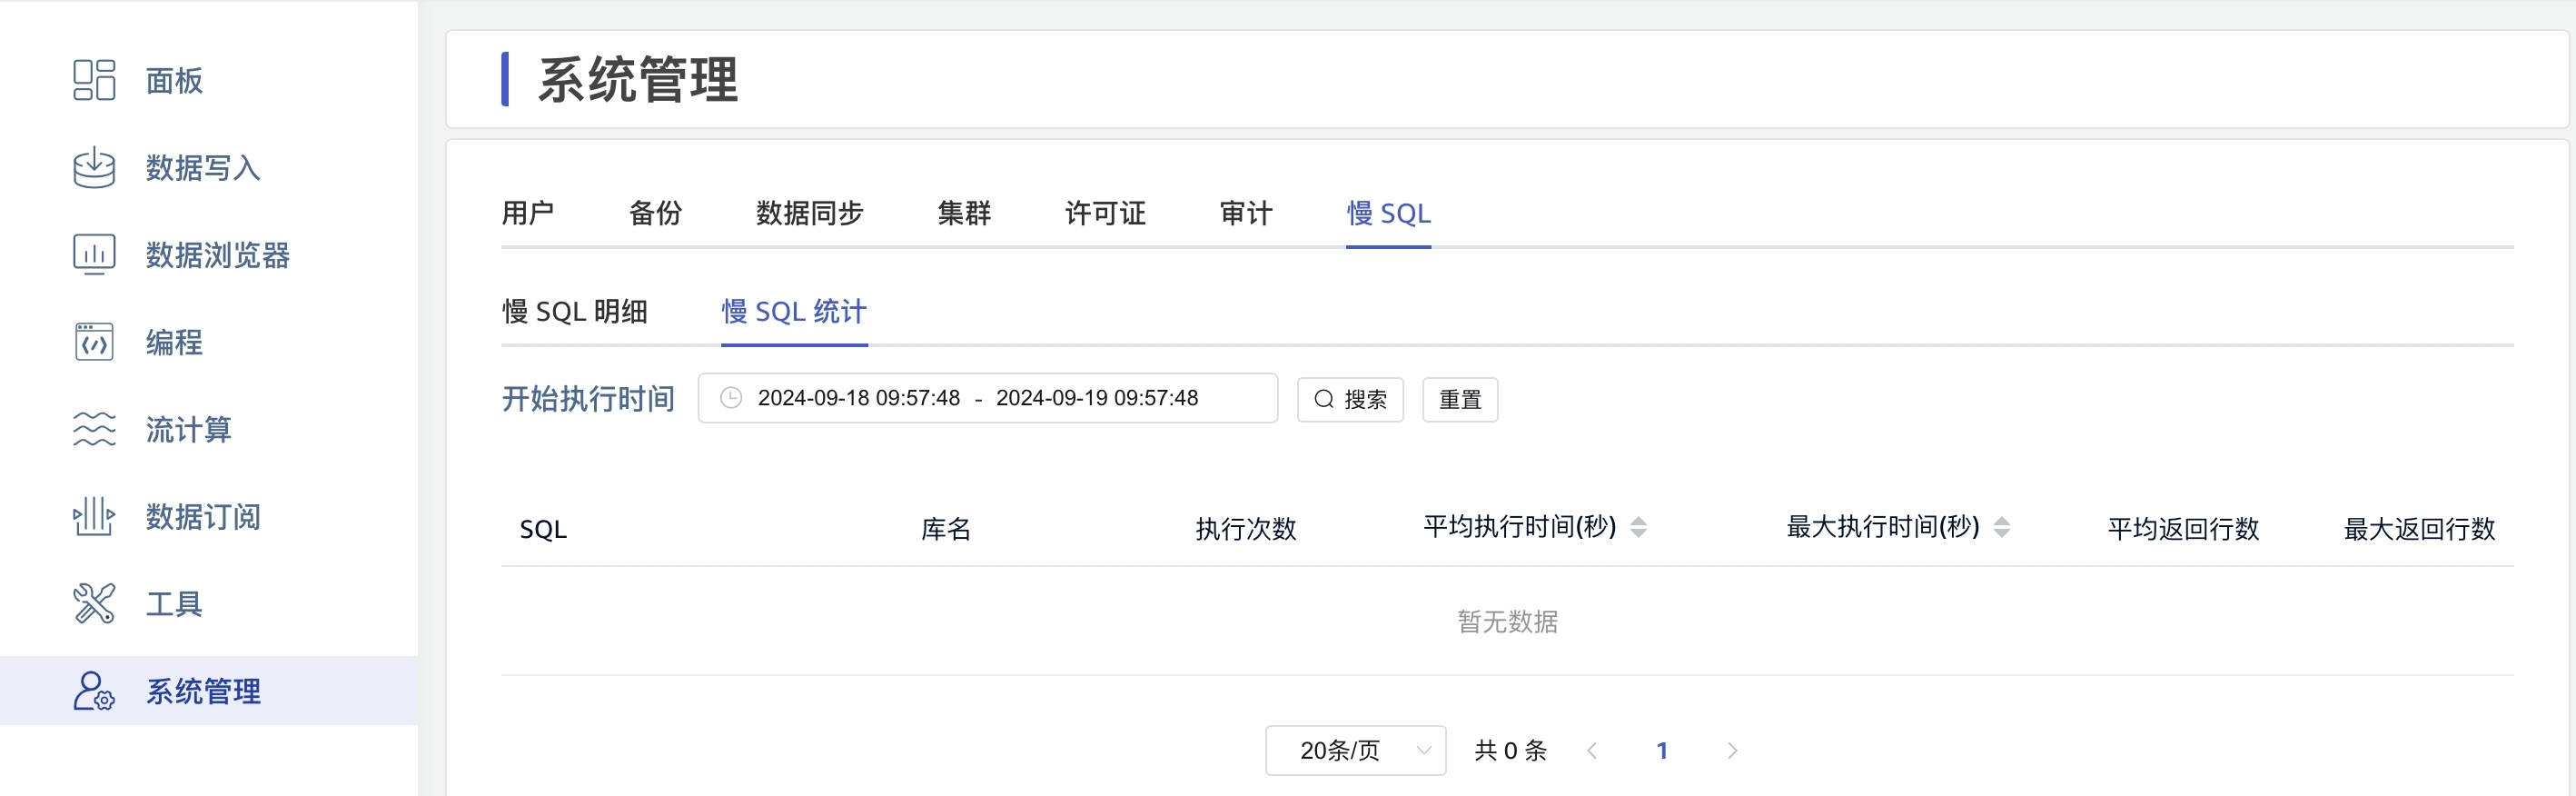 面板
数据写入
数据浏览器
编程
流计算
数据订阅
工具
系统管理
系统管理
用户 备份 数据同步 集群 许可证 审计 慢 SQL
慢 SQL 明细 慢 SQL 统计
开始执行时间 2024-09-18 09:57:48 - 2024-09-19 09:57:48 搜索 重置
SQL 库名 执行次数 平均执行时间(秒) 最大执行时间(秒) 平均返回行数 最大返回行数
暂无数据
20条/页 共 0 条 1